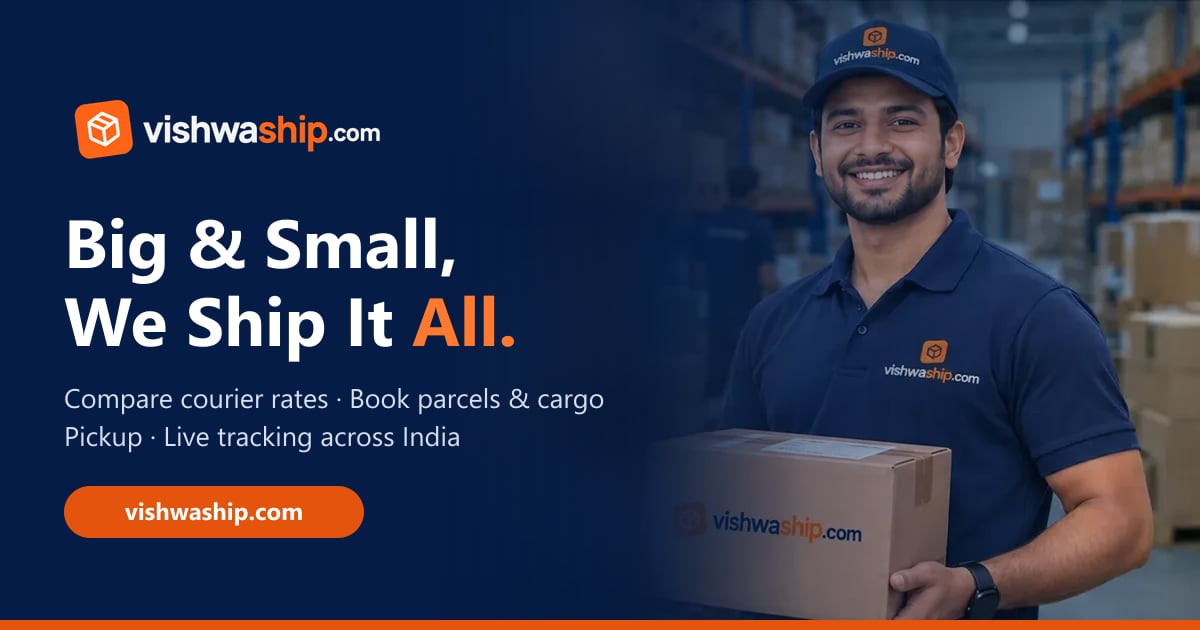 vishwaship.com
Big & Small,
We Ship It All.
Compare courier rates · Book parcels & cargo
Pickup · Live tracking across India
vishwaship.com
vishwaship.com
vishwaship.com
vishwaship.com